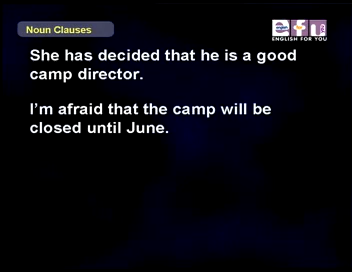 Noun Clauses
ENGLISH FOR YOU
She has decided that he is a good
camp director.
I'm afraid that the camp will be
closed until June.